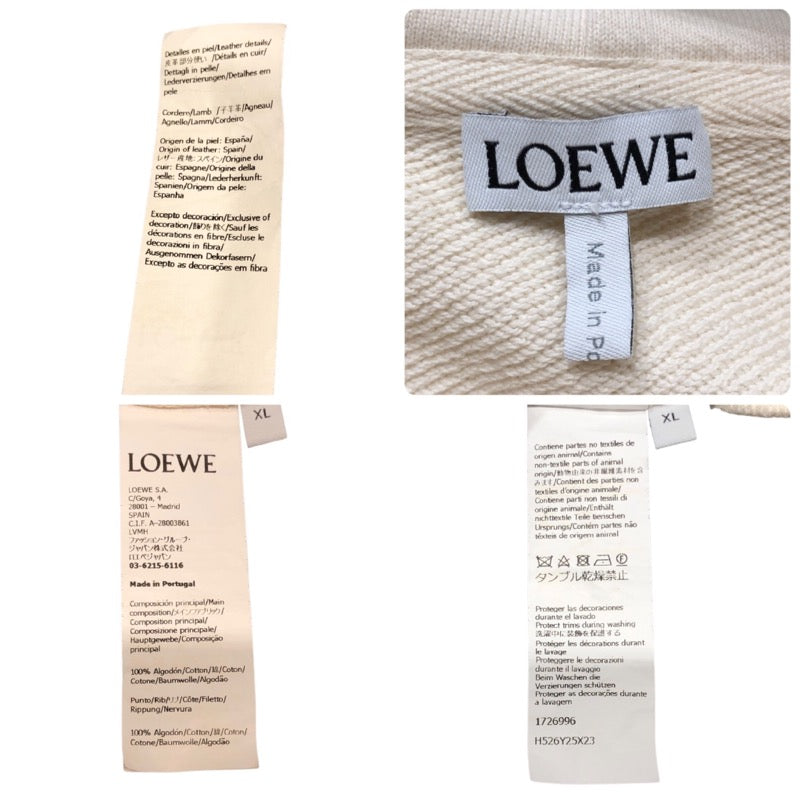 Detalles en piel/Leather details/
皮革部分使い/Détails en cuir/
Dettagli in pelle/
Lederverzierungen/Detalhes em
pele
Cordero/Lamb /子羊革/Agneau/
Agnello/Lamm/Cordeiro
Origen de la piel: España/
Origin of leather: Spain/
レザー産地: スペイン/Origine du
cuir: Espagne/Origine della
pelle: Spagna/Lederherkunft:
Spanien/Origem da pele:
Espanha
Excepto decoración/Exclusive of
decoration/飾りを除く/Sauf les
décorations en fibre/Escluse le
decorazioni in fibra/
Ausgenommen Dekorfasern/
Excepto as decorações em fibra
LOEWE
Made in Po
XL
LOEWE
LOEWE S.A.
C/Goya, 4
28001 – Madrid
SPAIN
C.I.F. A-28003861
LVMH
ファッション・グループ・
ジャパン株式会社
ロエベジャパン
03-6215-6116
Made in Portugal
Composición principal/Main
composition/メインファブリック/
Composition principal/
Composizione principale/
Hauptgewebe/Composição
principal
100% Algodón/Cotton/綿/Coton/
Cotone/Baumwolle/Algodão
Punto/Rib/リブ/Côte/Filetto/
Rippung/Nervura
100% Algodón/Cotton/綿/Coton/
Cotone/Baumwolle/Algodão
XL
Contiene partes no textiles de
origen animal/Contains
non-textile parts of animal
origin/動物由来の非繊維素材を含
みます/Contient des parties non
textiles d'origine animale/
Contiene parti non tessili di
origine animale/Enthält
nichttextile Teile tierischen
Ursprungs/Contém partes não
têxteis de origem animal
タンブル乾燥禁止
Proteger las decoraciones
durante el lavado
Protect trims during washing
洗濯中に装飾を保護する
Protéger les décorations durant
le lavage
Proteggere le decorazioni
durante il lavaggio
Beim Waschen die
Verzierungen schützen
Proteger as decorações durante
a lavagem
1726996
H526Y25X23